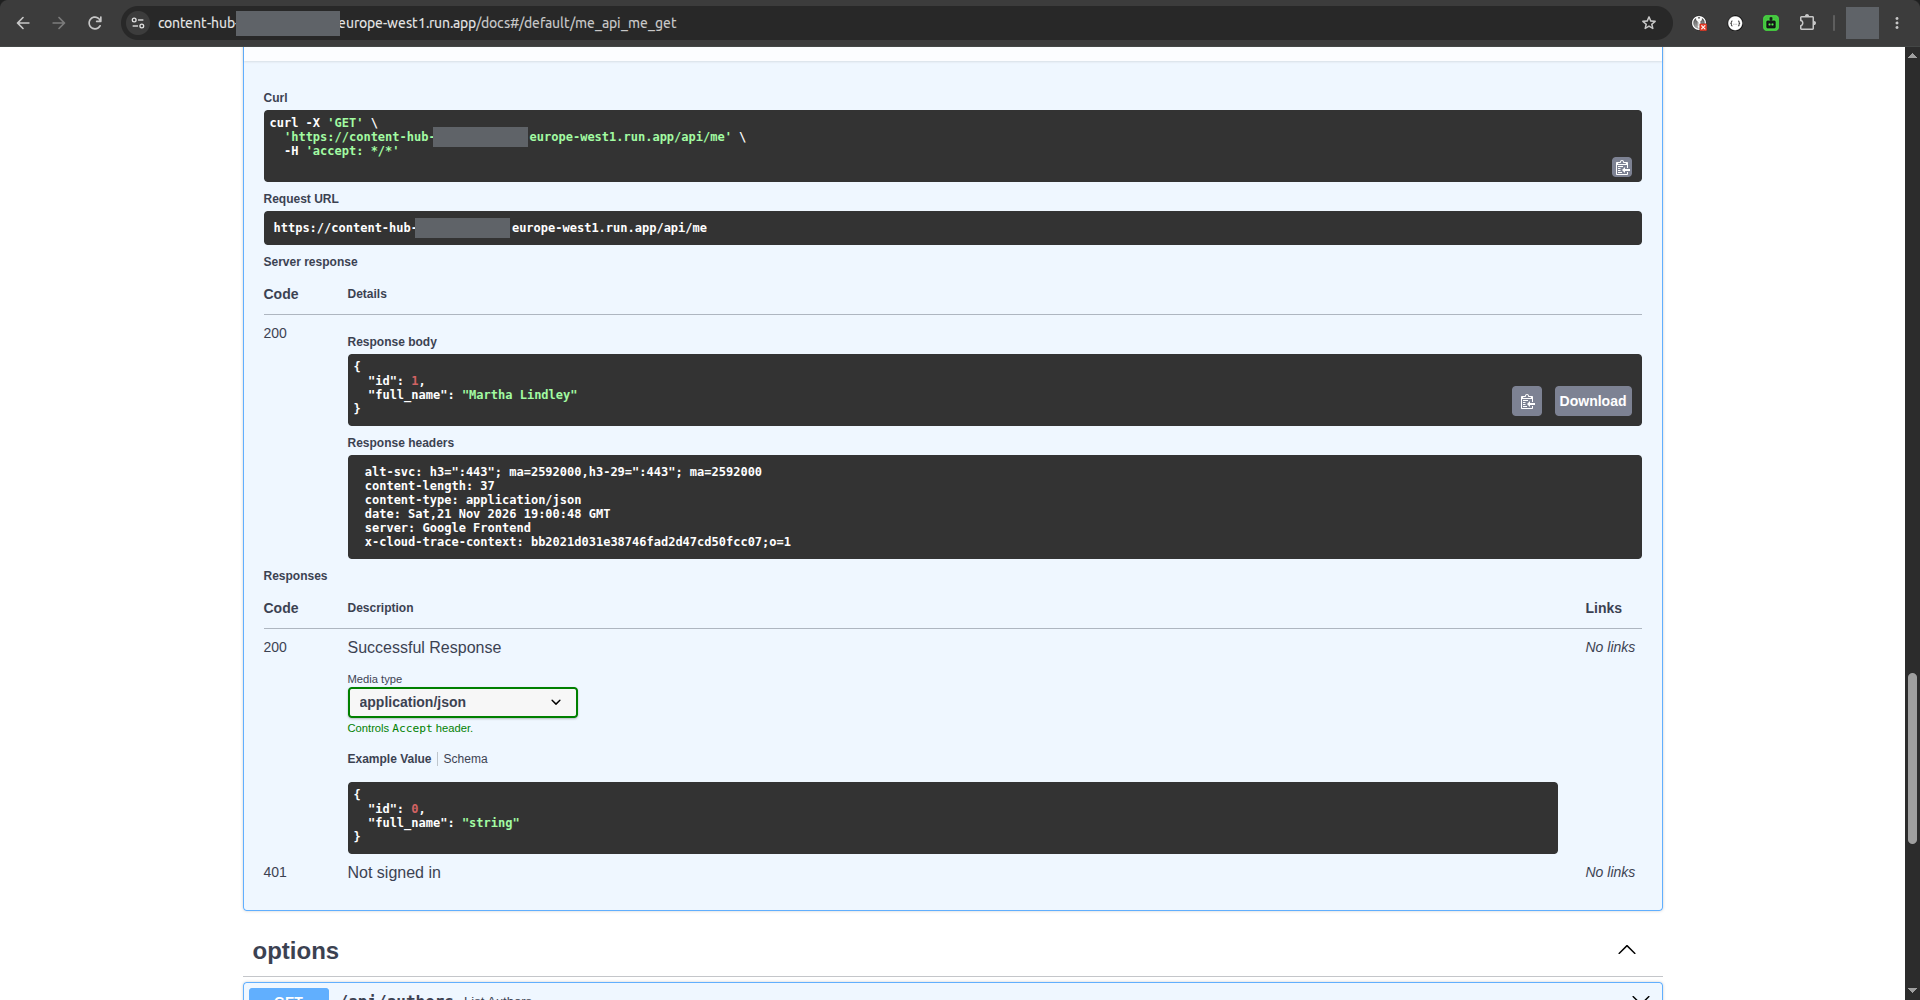 content-hub-europe-west1.run.app/docs#/default/me_api_me_get
Curl
curl -X 'GET' \
'https://content-hub-europe-west1.run.app/api/me' \
-H 'accept: */*'
Request URL
https://content-hub-europe-west1.run.app/api/me
Server response
Code Details
200
Response body
{
"id": 1,
"full_name": "Martha Lindley"
}
Download
Response headers
alt-svc: h3=":443"; ma=2592000,h3-29=":443"; ma=2592000
content-length: 37
content-type: application/json
date: Sat,21 Nov 2026 19:00:48 GMT
server: Google Frontend
x-cloud-trace-context: bb2021d031e38746fad2d47cd50fcc07;o=1
Responses
Code Description Links
200 Successful Response No links
Media type
application/json
Controls Accept header.
Example Value Schema
{
"id": 0,
"full_name": "string"
}
401 Not signed in No links
options
GET /api/authors List Authors